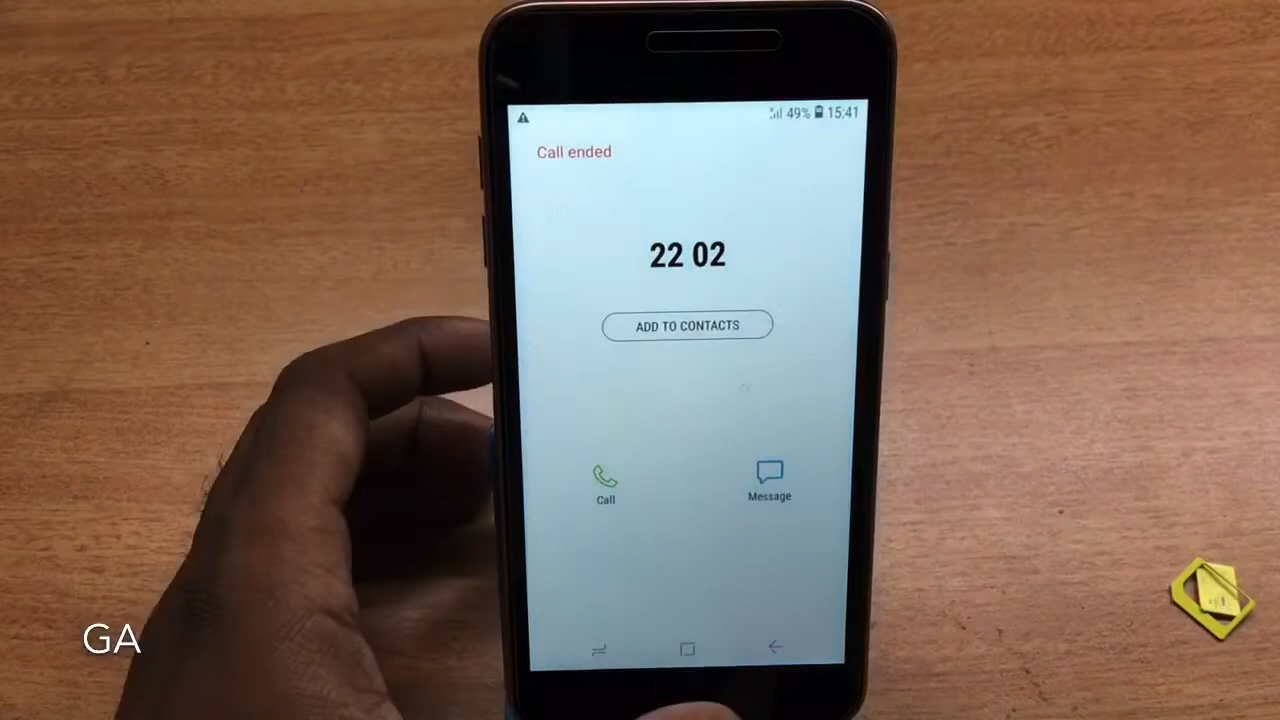 49% 15:41
Call ended
22 02
ADD TO CONTACTS
Call
Message
GA